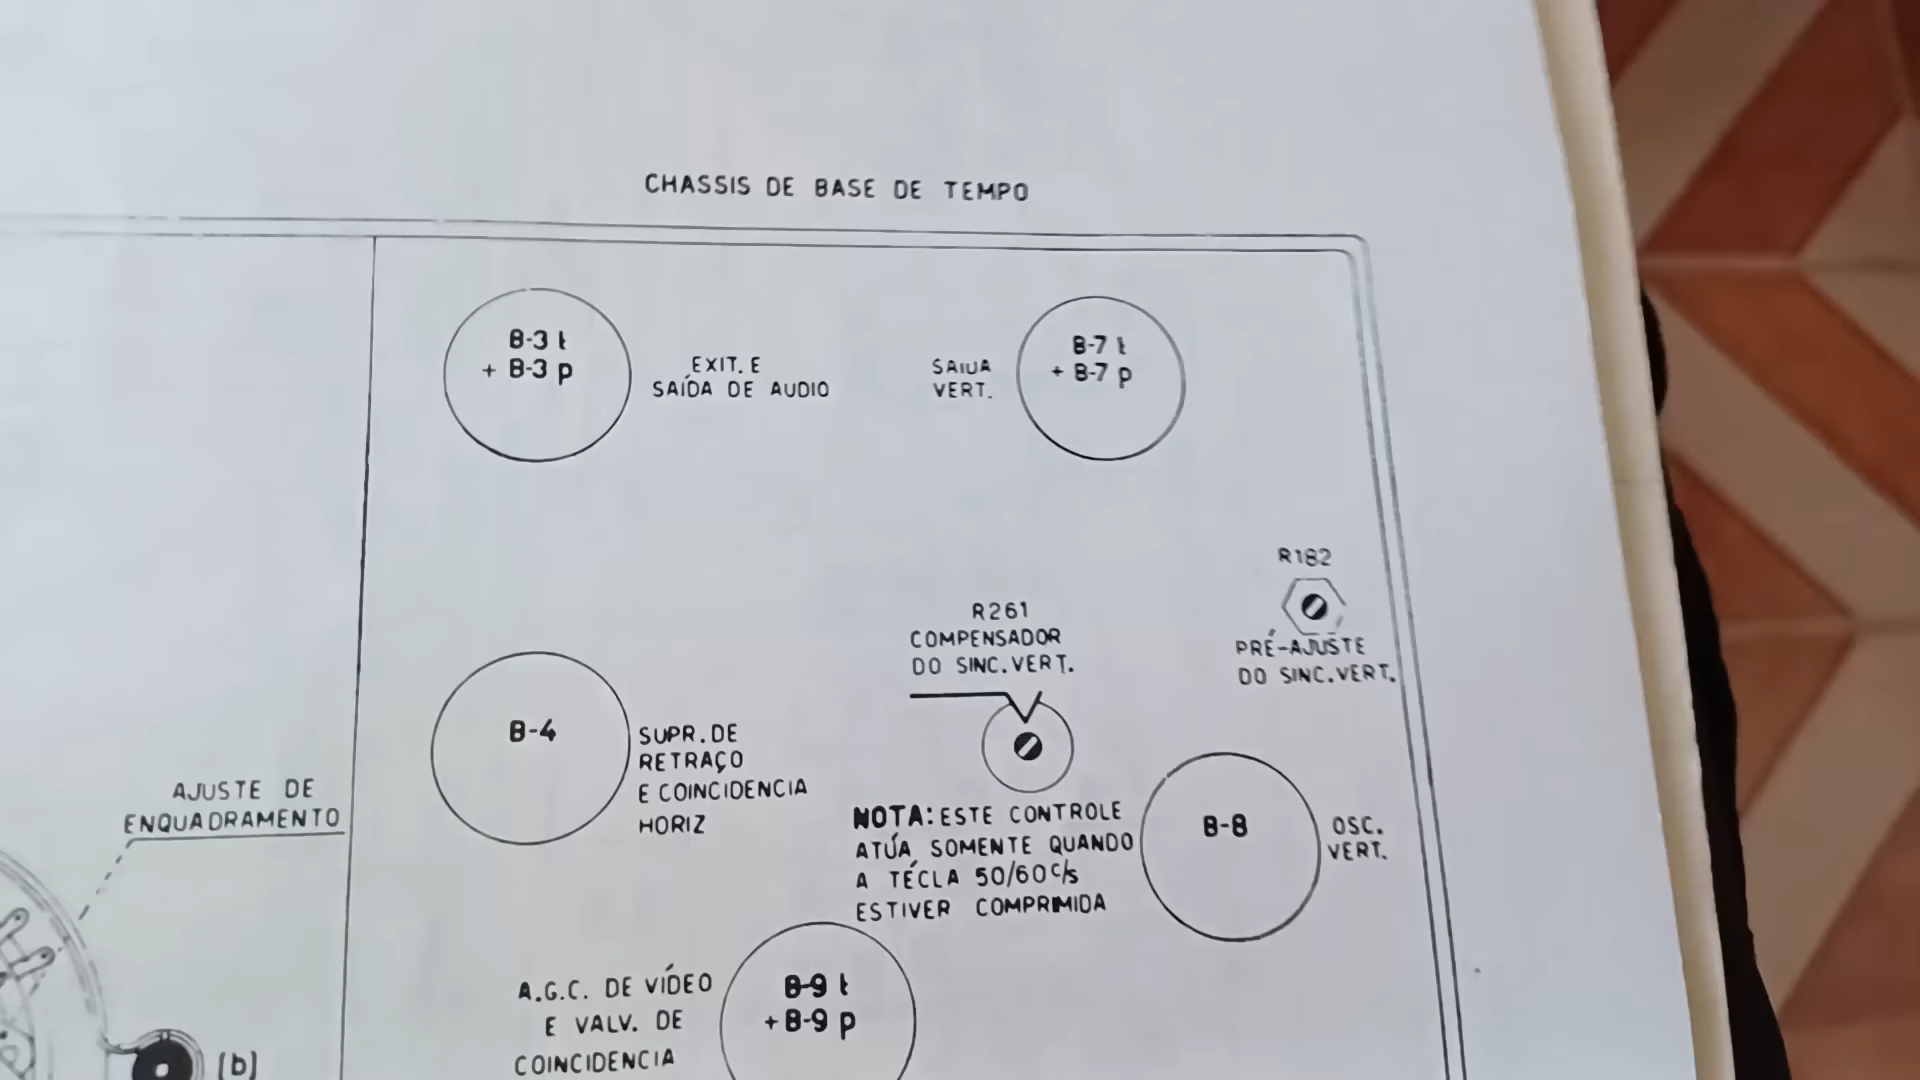 CHASSIS DE BASE DE TEMPO
B-3 t
+ B-3 p
EXIT. E
SAÍDA DE AUDIO
SAIUA
VERT.
B-7 t
+ B-7 p
R182
PRÉ-AJUSTE
DO SINC.VERT.
R261
COMPENSADOR
DO SINC.VERT.
B-4
SUPR. DE
RETRAÇO
E COINCIDENCIA
HORIZ
AJUSTE DE
ENQUADRAMENTO
NOTA: ESTE CONTROLE
ATÚA SOMENTE QUANDO
A TÉCLA 50/60 c/s
ESTIVER COMPRIMIDA
B-8
OSC.
VERT.
A.G.C. DE VÍDEO
E VALV. DE
COINCIDENCIA
B-9 t
+ B-9 p
(b)